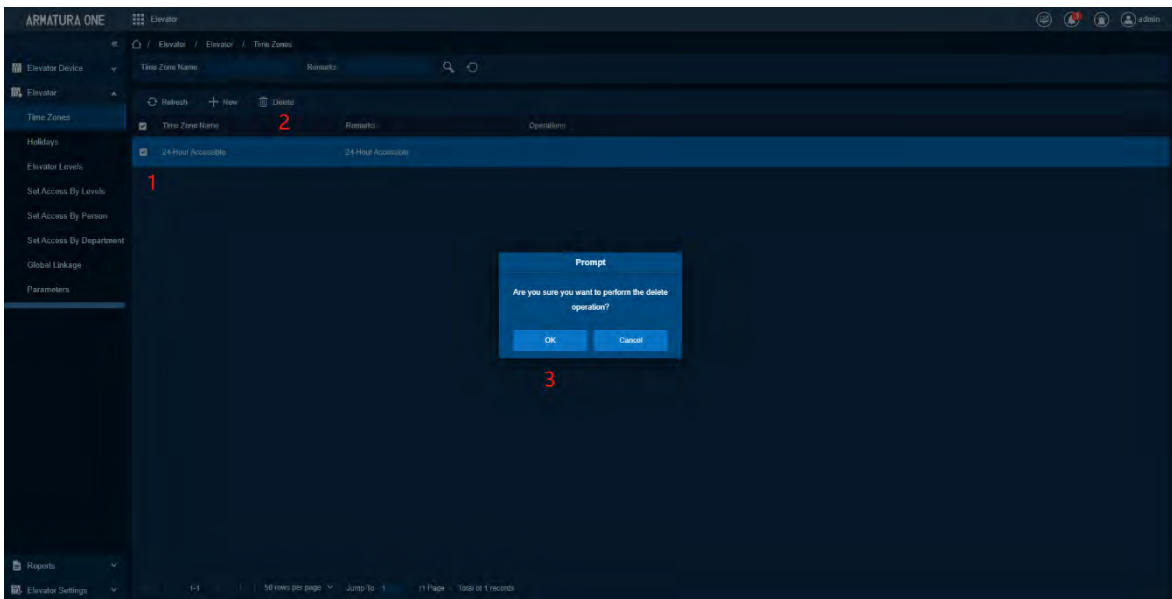 ARMATURA ONE
Elevator
admin
/ Elevator / Elevator / Time Zones
Elevator Device
Time Zone Name
Remarks
Elevator
Refresh
New
Delete
Time Zones
2
Time Zone Name
Remarks
Operations
Holidays
24-Hour Accessible
24-Hour Accessible
Elevator Levels
1
Set Access By Levels
Set Access By Person
Set Access By Department
Global Linkage
Parameters
Prompt
Are you sure you want to perform the delete
operation?
OK
Cancel
3
Reports
Elevator Settings
1-1
50 rows per page
Jump To 1
/1 Page
Total of 1 records